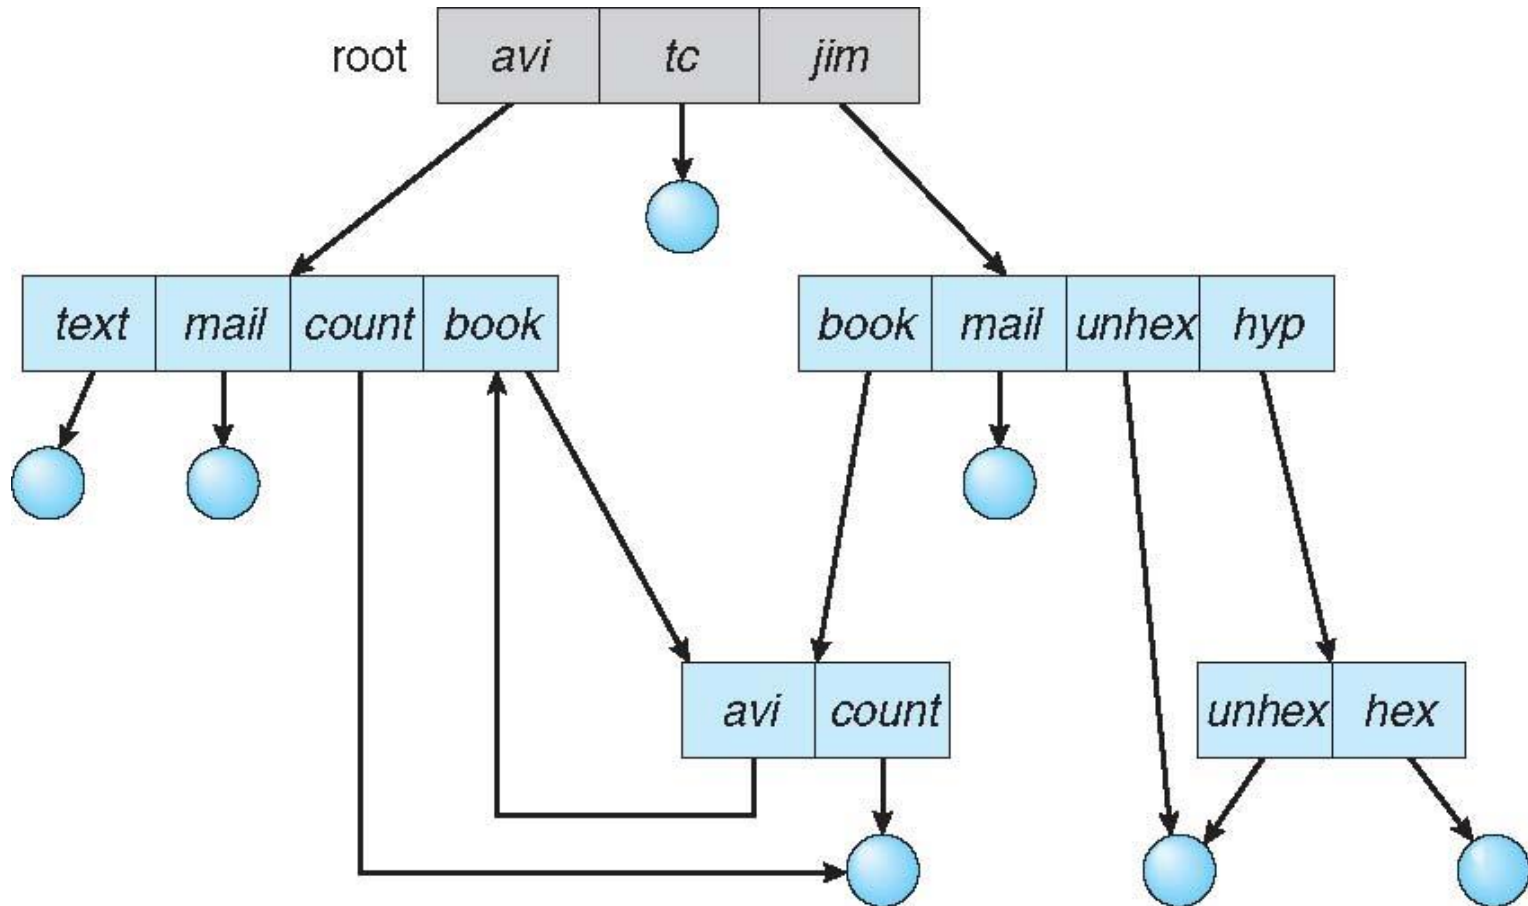 root avi tc jim
text mail count book book mail unhex hyp
avi count unhex hex